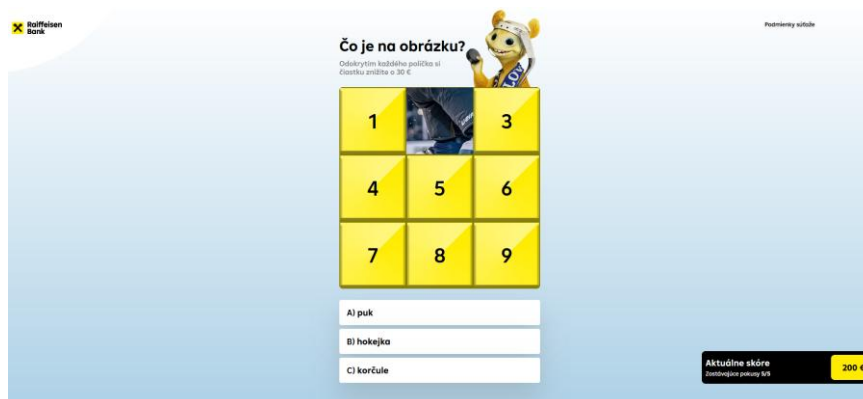 Raiffeisen
Bank
Podmienky súťaže
Čo je na obrázku?
Odokrytím každého políčka si
čiastku znížite o 30 €
1
3
4
5
6
7
8
9
A) puk
B) hokejka
C) korčule
Aktuálne skóre
Zostávajúce pokusy 5/5
200 €